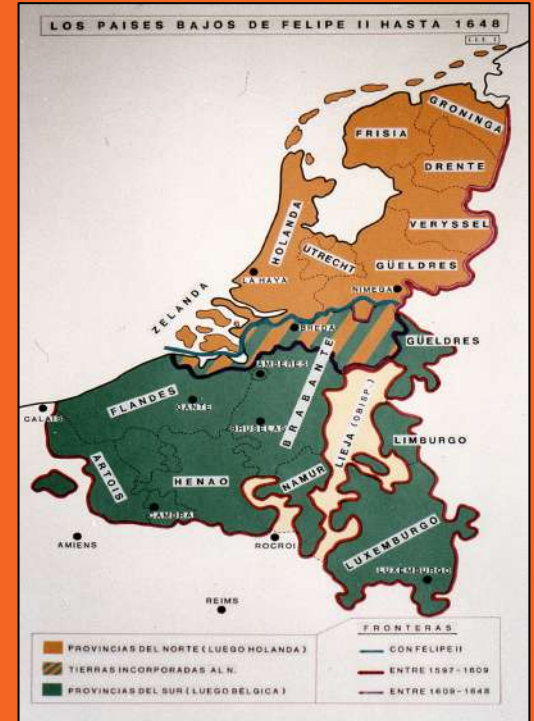 LOS PAISES BAJOS DE FELIPE II HASTA 1648
GRONINGA
FRISIA
DRENTE
VERYSSEL
HOLANDA
UTRECHT
GÜELDRES
LA HAYA
NIMEGA
ZELANDA
BREDA
GÜELDRES
AMBERES
BRABANTE
FLANDES
GANTE
CALAIS
BRUSELAS
LIEJA (OBISP.)
LIMBURGO
ARTOIS
HENAO
NAMUR
CAMBRA
LUXEMBURGO
AMIENS
ROCROI
LUXEMBURGO
REIMS
PROVINCIAS DEL NORTE (LUEGO HOLANDA)
TIERRAS INCORPORADAS AL N.
PROVINCIAS DEL SUR (LUEGO BÉLGICA)
FRONTERAS
CON FELIPE II
ENTRE 1597-1609
ENTRE 1609-1648